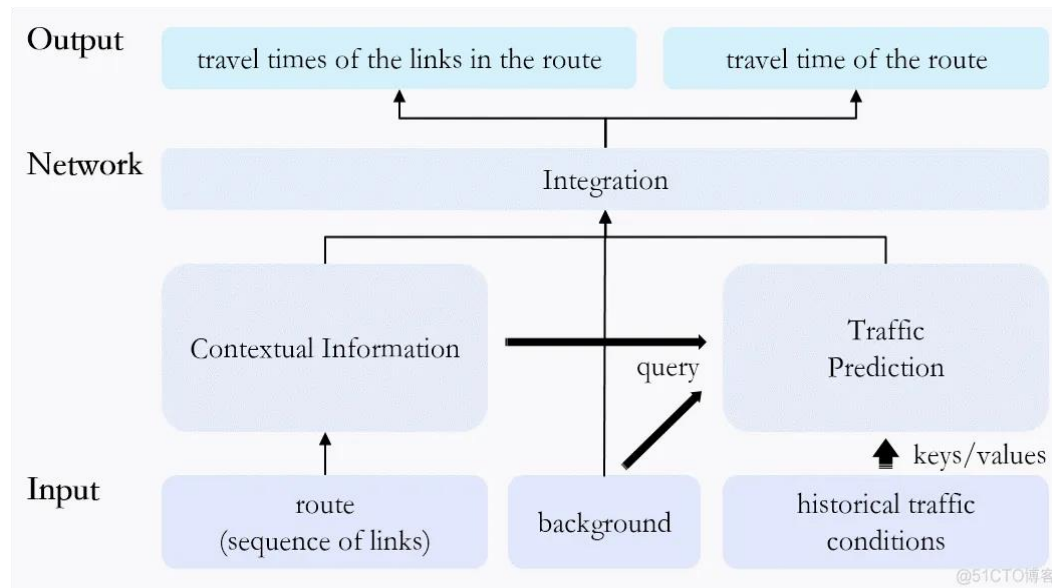 Output
travel times of the links in the route
travel time of the route
Network
Integration
Contextual Information
query
Traffic
Prediction
keys/values
Input
route
(sequence of links)
background
historical traffic
conditions
@51CTO博客